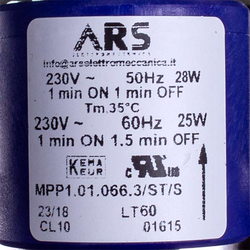 ARS
info@arselettromeccanica.it
230V ~ 50Hz 28W
1 min ON 1 min OFF
Tm 35°C
230V ~ 60Hz 25W
1 min ON 1.5 min OFF
KEMA
KEUR
MPP1.01.066.3/ST/S
23/18 LT60
CL10 01615